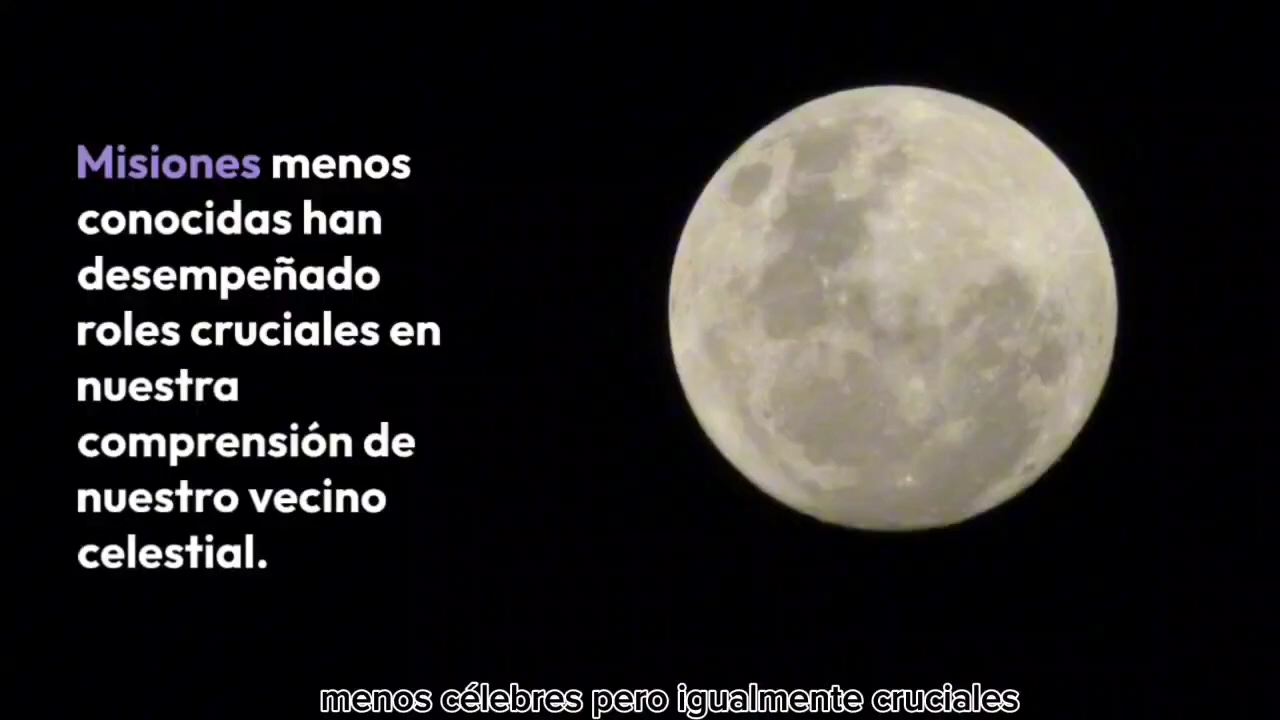 Misiones menos
conocidas han
desempeñado
roles cruciales en
nuestra
comprensión de
nuestro vecino
celestial.
menos célebres pero igualmente cruciales